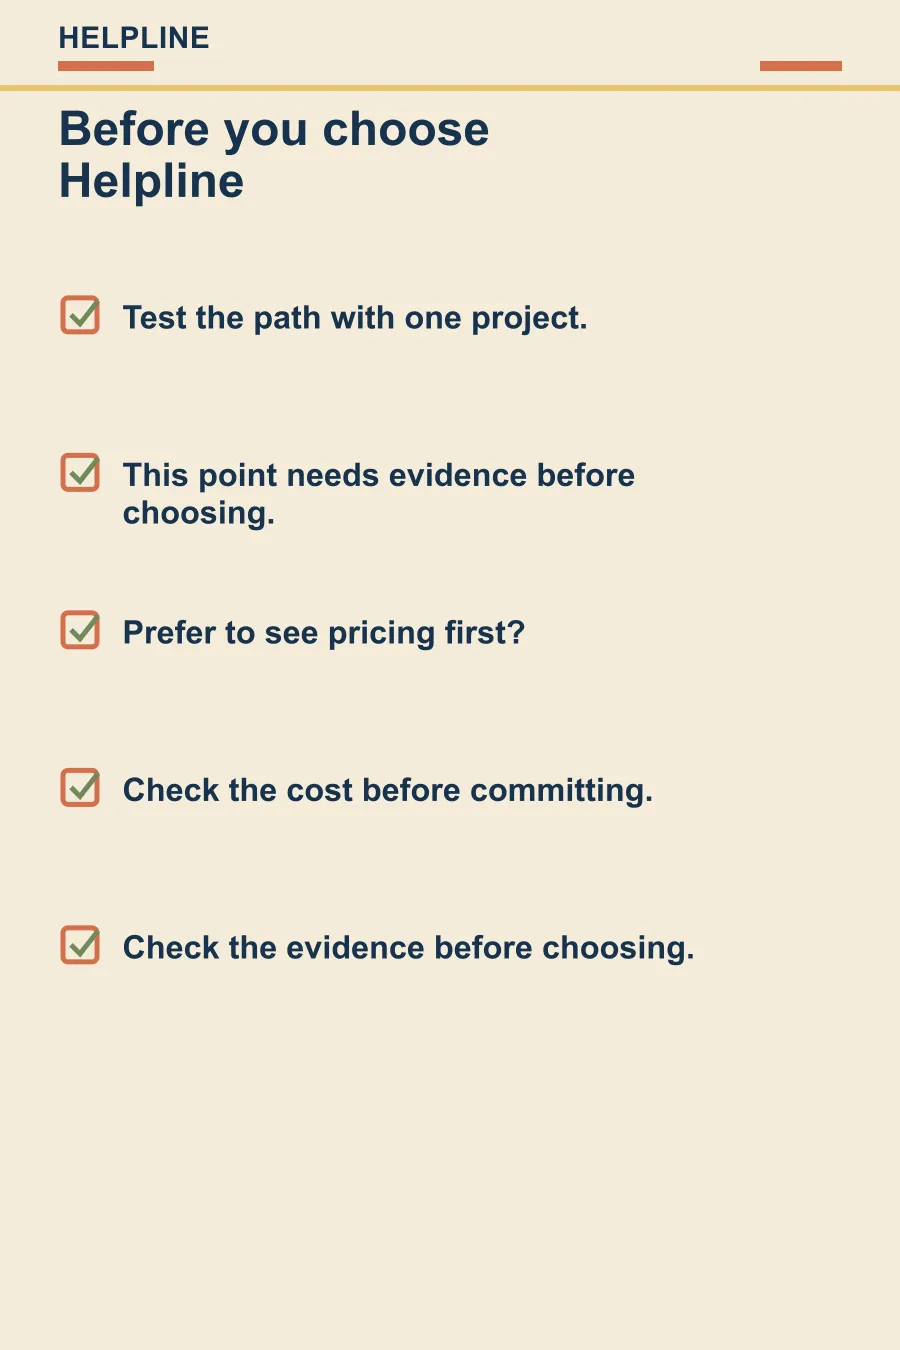 HELPLINE
Before you choose
Helpline
Test the path with one project.
This point needs evidence before
choosing.
Prefer to see pricing first?
Check the cost before committing.
Check the evidence before choosing.